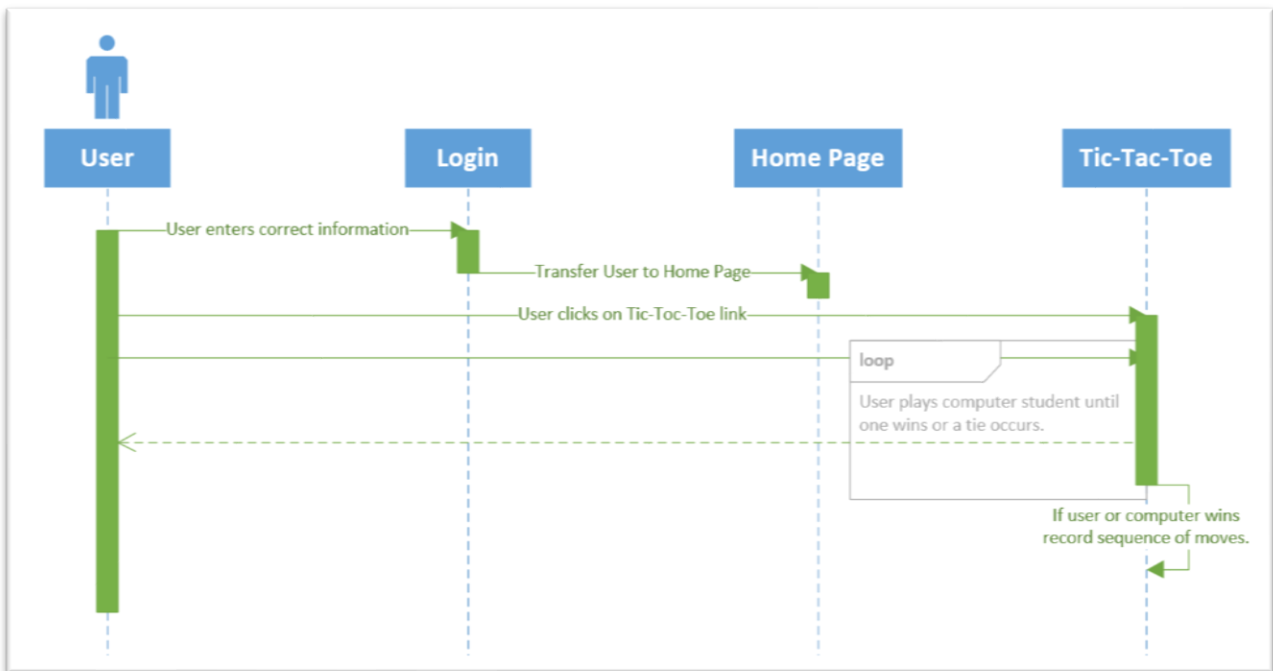 User
Login
Home Page
Tic-Tac-Toe
User enters correct information
Transfer User to Home Page
User clicks on Tic-Toc-Toe link
loop
User plays computer student until
one wins or a tie occurs.
If user or computer wins
record sequence of moves.